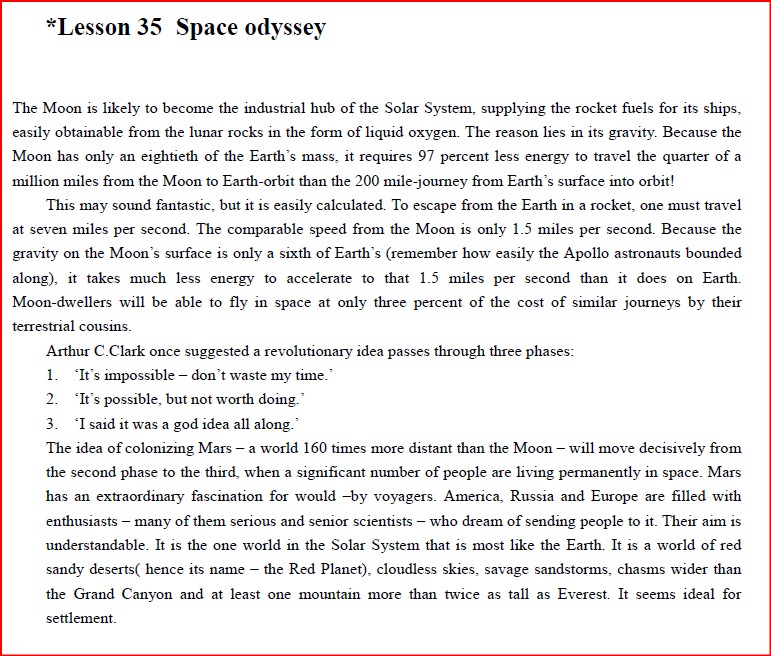 *Lesson 35  Space odyssey
The Moon is likely to become the industrial hub of the Solar System, supplying the rocket fuels for its ships,
easily obtainable from the lunar rocks in the form of liquid oxygen. The reason lies in its gravity. Because the
Moon has only an eightieth of the Earth's mass, it requires 97 percent less energy to travel the quarter of a
million miles from the Moon to Earth-orbit than the 200 mile-journey from Earth's surface into orbit!
This may sound fantastic, but it is easily calculated. To escape from the Earth in a rocket, one must travel
at seven miles per second. The comparable speed from the Moon is only 1.5 miles per second. Because the
gravity on the Moon's surface is only a sixth of Earth's (remember how easily the Apollo astronauts bounded
along), it takes much less energy to accelerate to that 1.5 miles per second than it does on Earth.
Moon-dwellers will be able to fly in space at only three percent of the cost of similar journeys by their
terrestrial cousins.
Arthur C.Clark once suggested a revolutionary idea passes through three phases:
1. 'It's impossible – don't waste my time.'
2. 'It's possible, but not worth doing.'
3. 'I said it was a god idea all along.'
The idea of colonizing Mars – a world 160 times more distant than the Moon – will move decisively from
the second phase to the third, when a significant number of people are living permanently in space. Mars
has an extraordinary fascination for would –by voyagers. America, Russia and Europe are filled with
enthusiasts – many of them serious and senior scientists – who dream of sending people to it. Their aim is
understandable. It is the one world in the Solar System that is most like the Earth. It is a world of red
sandy deserts( hence its name – the Red Planet), cloudless skies, savage sandstorms, chasms wider than
the Grand Canyon and at least one mountain more than twice as tall as Everest. It seems ideal for
settlement.